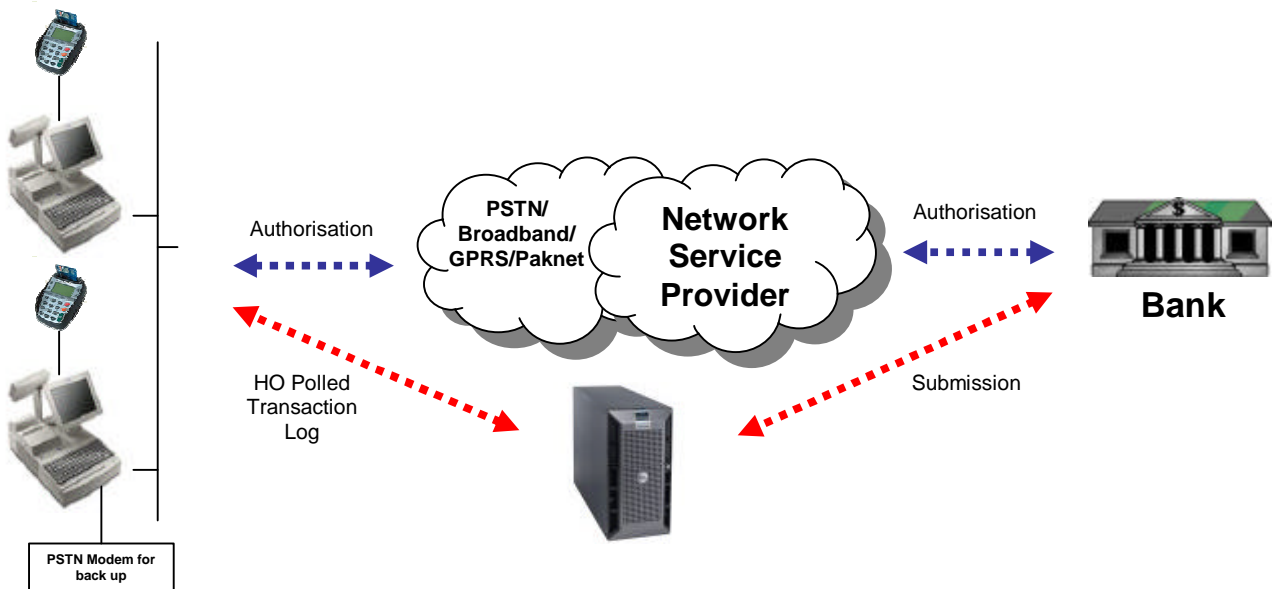 PSTN/
Broadband/
GPRS/Paknet
Network
Service
Provider
Authorisation
Authorisation
$
Bank
HO Polled
Transaction
Log
Submission
PSTN Modem for
back up